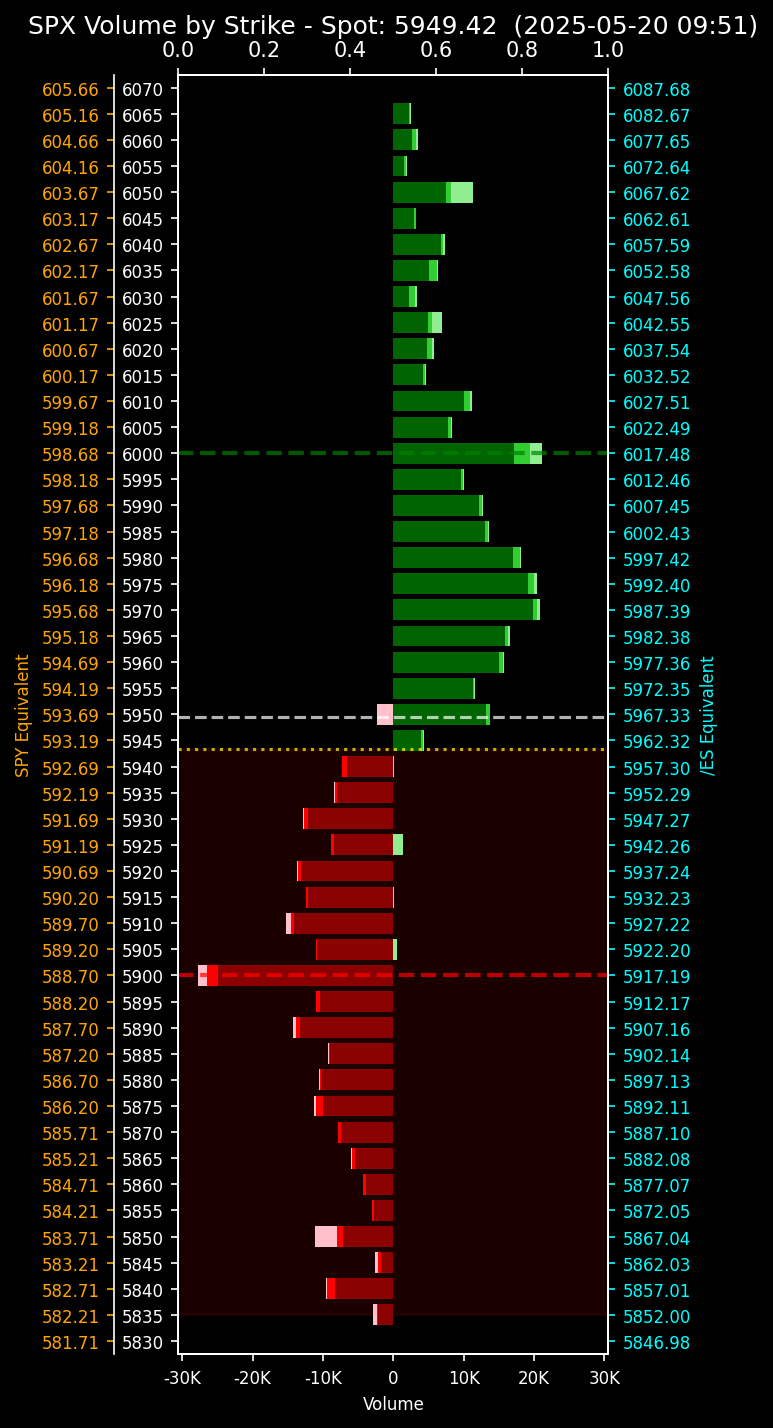 SPX Volume by Strike - Spot: 5949.42 (2025-05-20 09:51)
0.0 0.2 0.4 0.6 0.8 1.0
605.66 6070 6087.68
605.16 6065 6082.67
604.66 6060 6077.65
604.16 6055 6072.64
603.67 6050 6067.62
603.17 6045 6062.61
602.67 6040 6057.59
602.17 6035 6052.58
601.67 6030 6047.56
601.17 6025 6042.55
600.67 6020 6037.54
600.17 6015 6032.52
599.67 6010 6027.51
599.18 6005 6022.49
598.68 6000 6017.48
598.18 5995 6012.46
597.68 5990 6007.45
597.18 5985 6002.43
596.68 5980 5997.42
596.18 5975 5992.40
595.68 5970 5987.39
595.18 5965 5982.38
594.69 5960 5977.36
594.19 5955 5972.35
593.69 5950 5967.33
593.19 5945 5962.32
592.69 5940 5957.30
592.19 5935 5952.29
591.69 5930 5947.27
591.19 5925 5942.26
590.69 5920 5937.24
590.20 5915 5932.23
589.70 5910 5927.22
589.20 5905 5922.20
588.70 5900 5917.19
588.20 5895 5912.17
587.70 5890 5907.16
587.20 5885 5902.14
586.70 5880 5897.13
586.20 5875 5892.11
585.71 5870 5887.10
585.21 5865 5882.08
584.71 5860 5877.07
584.21 5855 5872.05
583.71 5850 5867.04
583.21 5845 5862.03
582.71 5840 5857.01
582.21 5835 5852.00
581.71 5830 5846.98
SPY Equivalent
/ES Equivalent
-30K -20K -10K 0 10K 20K 30K
Volume